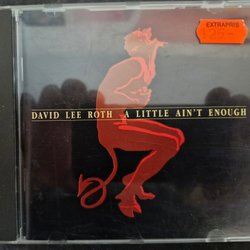 EXTRAPRIS
DAVID LEE ROTH A LITTLE AIN'T ENOUGH